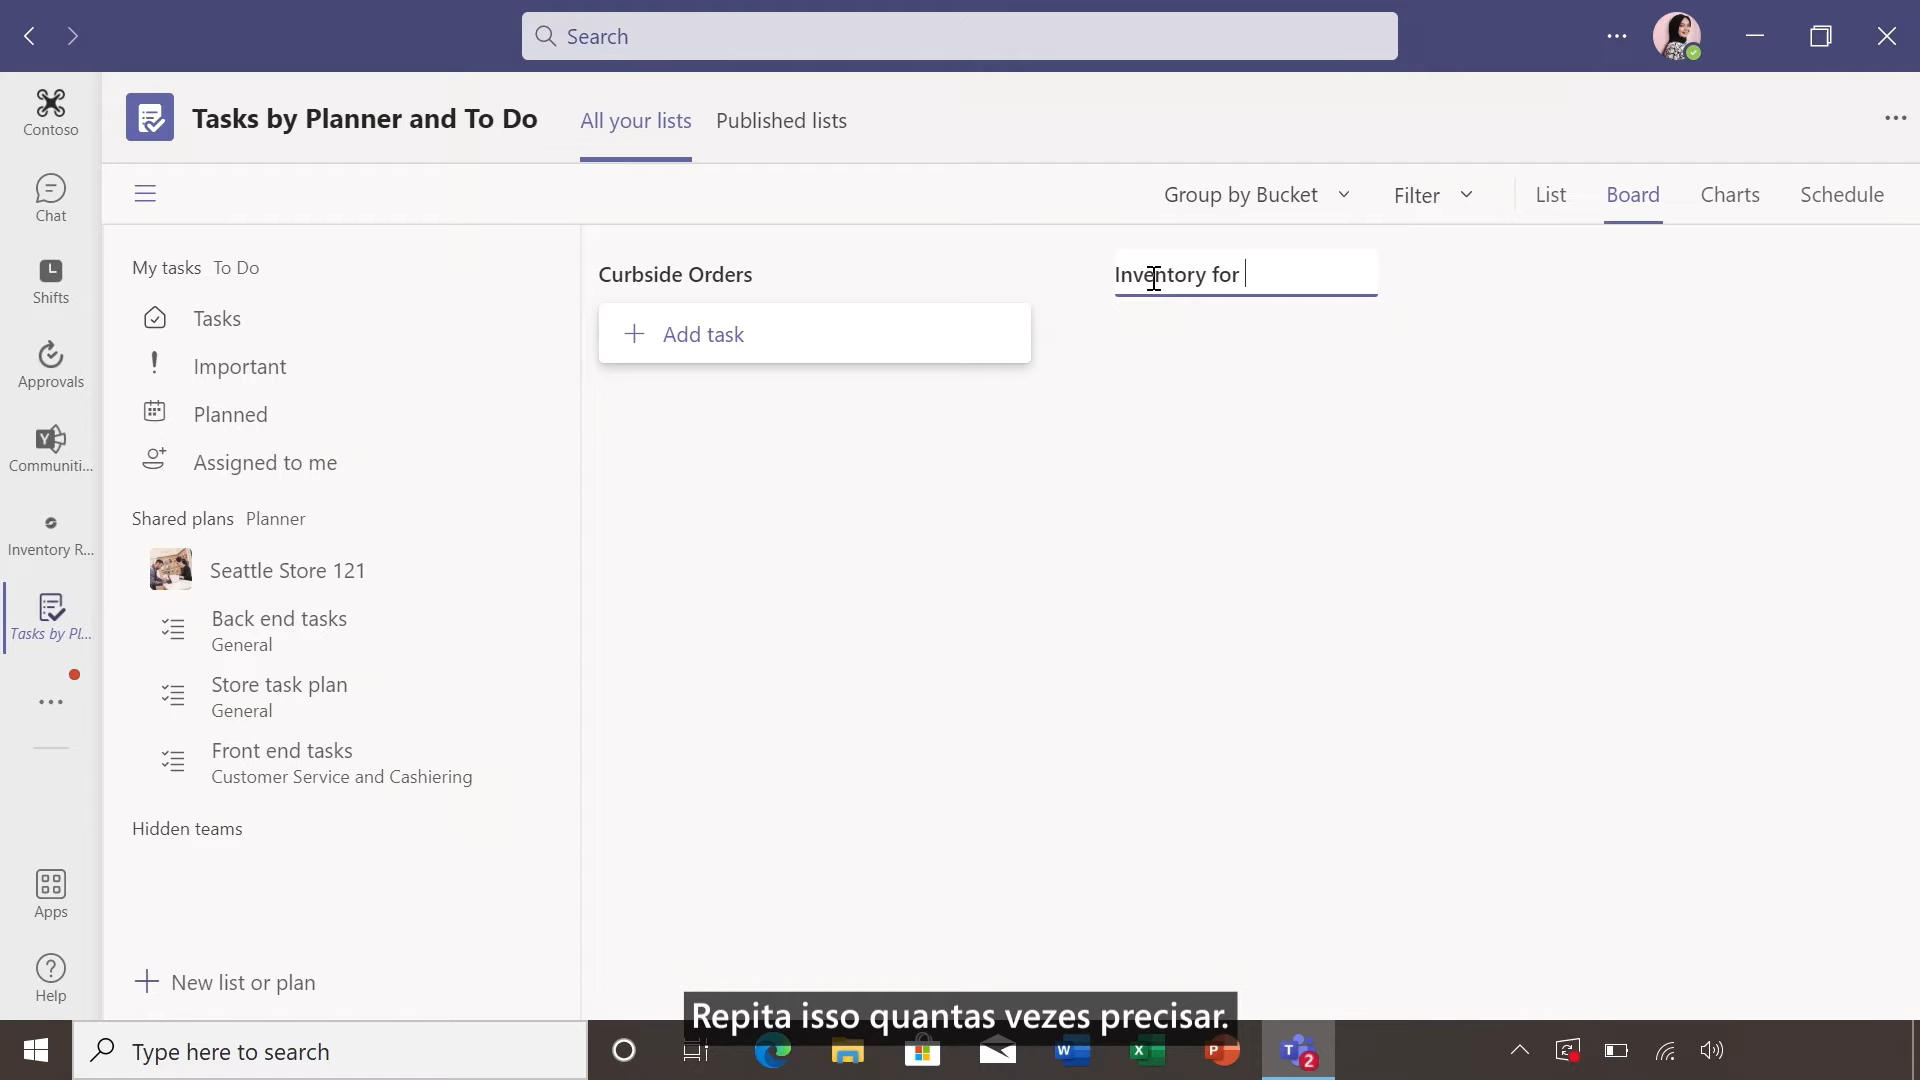 Search
Tasks by Planner and To Do
All your lists
Published lists
Contoso
Chat
Shifts
Approvals
Communiti...
Inventory R...
Tasks by Pl...
Apps
Help
Group by Bucket
Filter
List
Board
Charts
Schedule
My tasks To Do
Tasks
Important
Planned
Assigned to me
Shared plans Planner
Seattle Store 121
Back end tasks
General
Store task plan
General
Front end tasks
Customer Service and Cashiering
Hidden teams
New list or plan
Curbside Orders
Add task
Inventory for
Repita isso quantas vezes precisar.
Type here to search
2